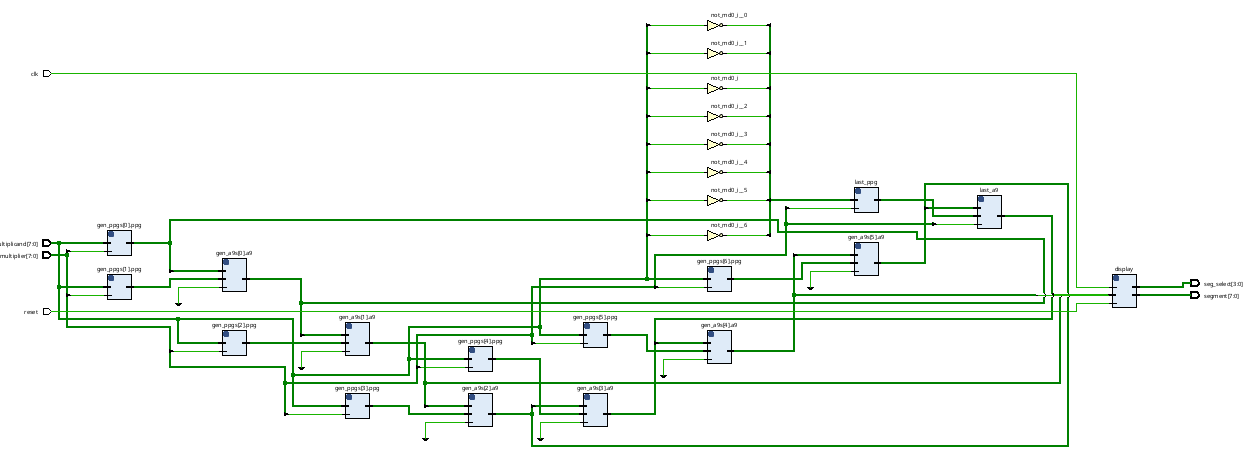 not_md0_i__0
not_md0_i__1
clk
not_md0_i
not_md0_i__2
not_md0_i__3
not_md0_i__4
last_ppg
last_a9
not_md0_i__5
gen_ppgs[0].ppg
not_md0_i__6
ultiplicand[7:0]
gen_a9s[5].a9
multiplier[7:0]
gen_a9s[0].a9
gen_ppgs[6].ppg
gen_ppgs[1].ppg
display
seg_select[3:0]
segment[7:0]
reset
gen_ppgs[2].ppg
gen_a9s[1].a9
gen_ppgs[5].ppg
gen_a9s[4].a9
gen_ppgs[4].ppg
gen_ppgs[3].ppg
gen_a9s[2].a9
gen_a9s[3].a9